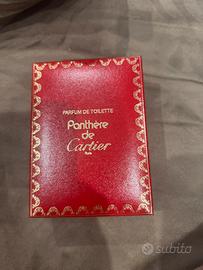 PARFUM DE TOILETTE
Panthère
de
Cartier
Paris
subito